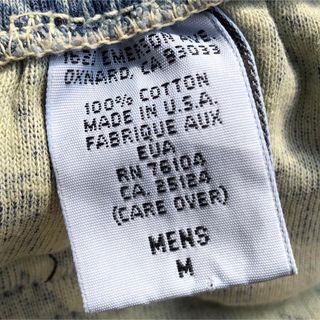 1621 EMERSON AVE.
OXNARD, CA 93033
100% COTTON
MADE IN U.S.A.
FABRIQUE AUX
EUA
RN 76104
CA 25124
(CARE OVER)
MENS
M